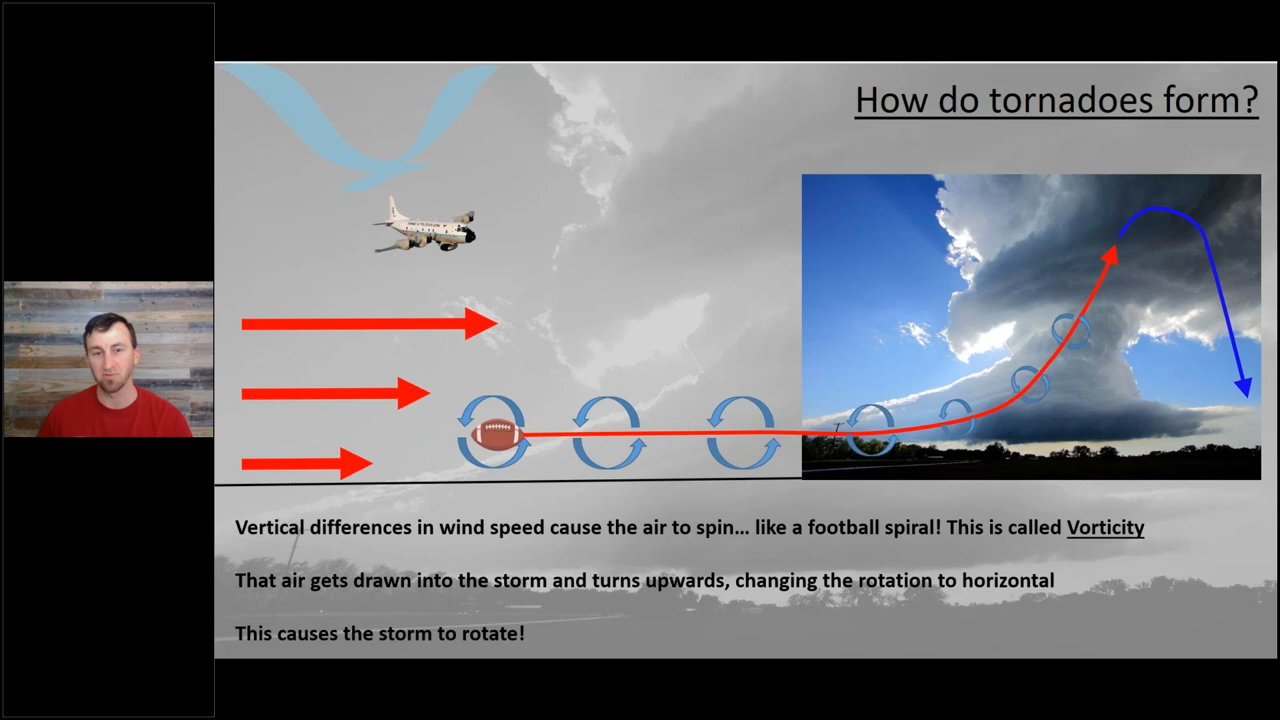 How do tornadoes form?
Vertical differences in wind speed cause the air to spin... like a football spiral! This is called Vorticity
That air gets drawn into the storm and turns upwards, changing the rotation to horizontal
This causes the storm to rotate!